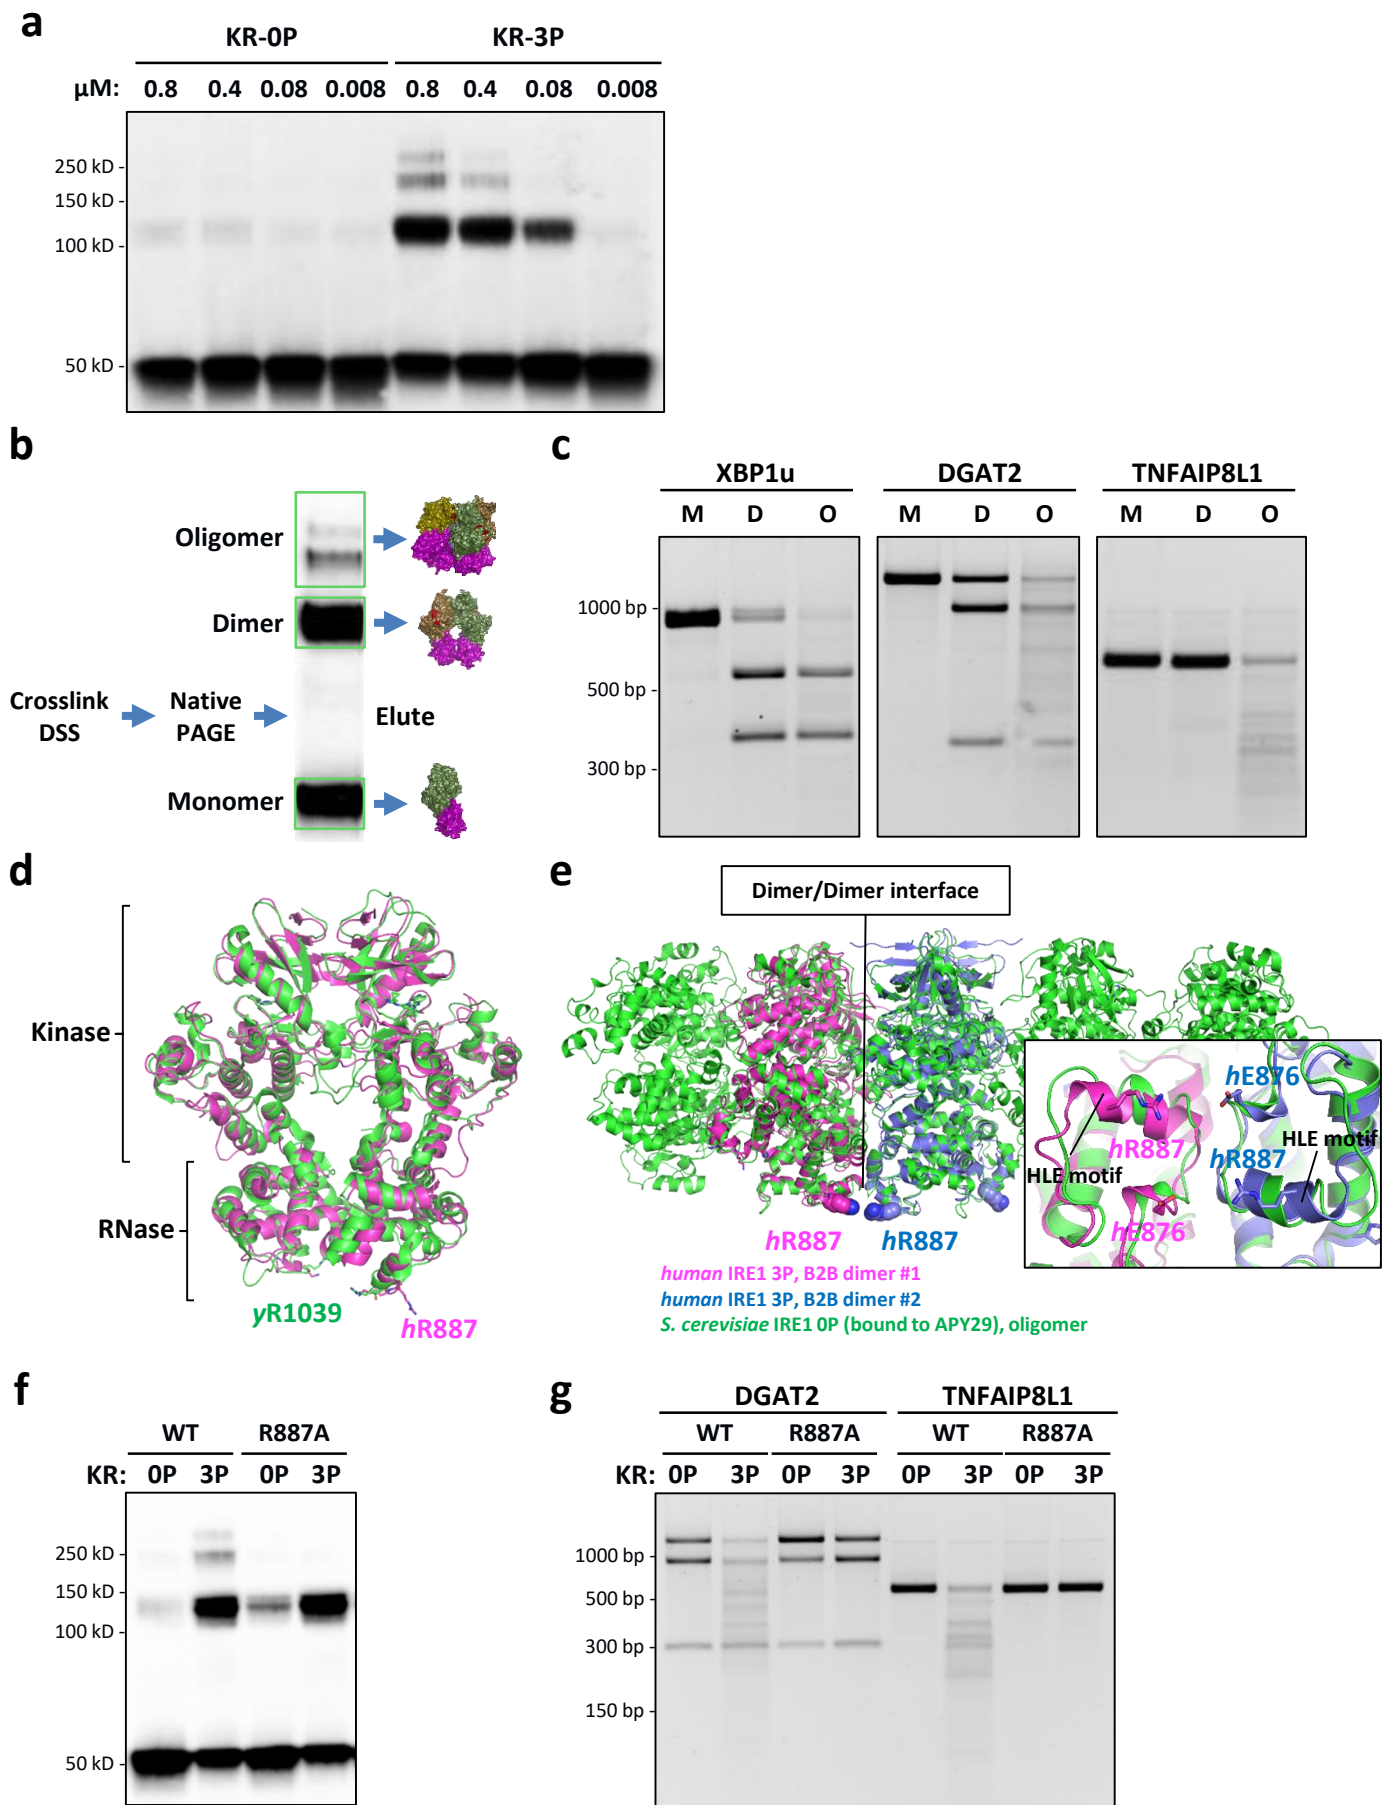 a
KR-0P KR-3P
µM: 0.8 0.4 0.08 0.008 0.8 0.4 0.08 0.008
250 kD
150 kD
100 kD
50 kD
b
Oligomer
Dimer
Crosslink DSS
Native PAGE
Elute
Monomer
c
XBP1u DGAT2 TNFAIP8L1
M D O M D O M D O
1000 bp
500 bp
300 bp
d
Kinase
RNase
yR1039
hR887
e
Dimer/Dimer interface
hR887 hR887
hE876
hR887
HLE motif
hR887
HLE motif
hE876
human IRE1 3P, B2B dimer #1
human IRE1 3P, B2B dimer #2
S. cerevisiae IRE1 0P (bound to APY29), oligomer
f
WT R887A
KR: 0P 3P 0P 3P
250 kD
150 kD
100 kD
50 kD
g
DGAT2 TNFAIP8L1
WT R887A WT R887A
KR: 0P 3P 0P 3P 0P 3P 0P 3P
1000 bp
500 bp
300 bp
150 bp